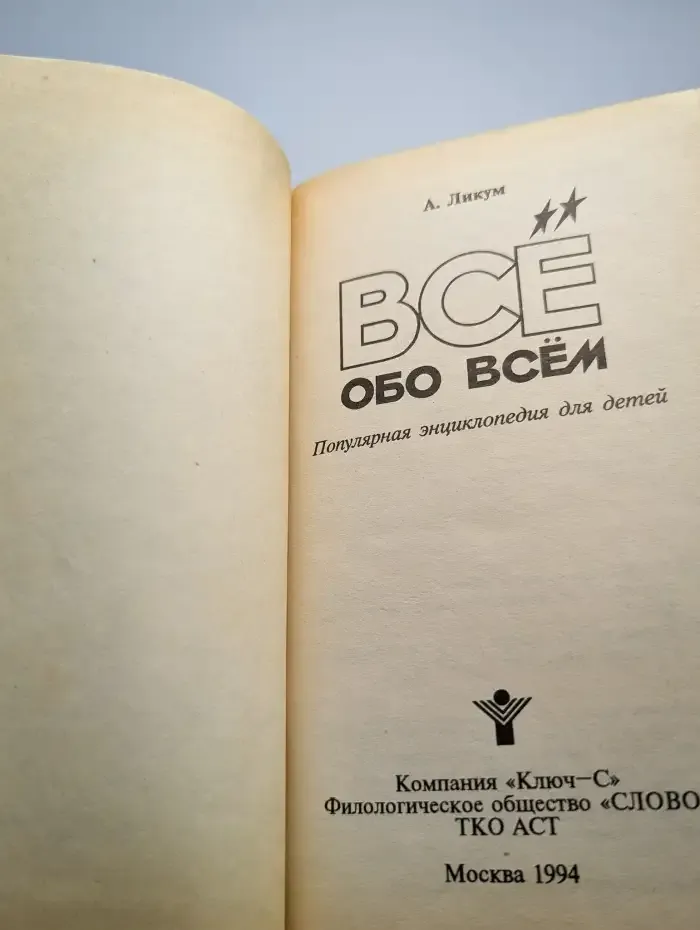 А. Ликум
ВСЁ
ОБО ВСЁМ
Популярная энциклопедия для детей
Компания «Ключ-С»
Филологическое общество «СЛОВО
ТКО АСТ
Москва 1994